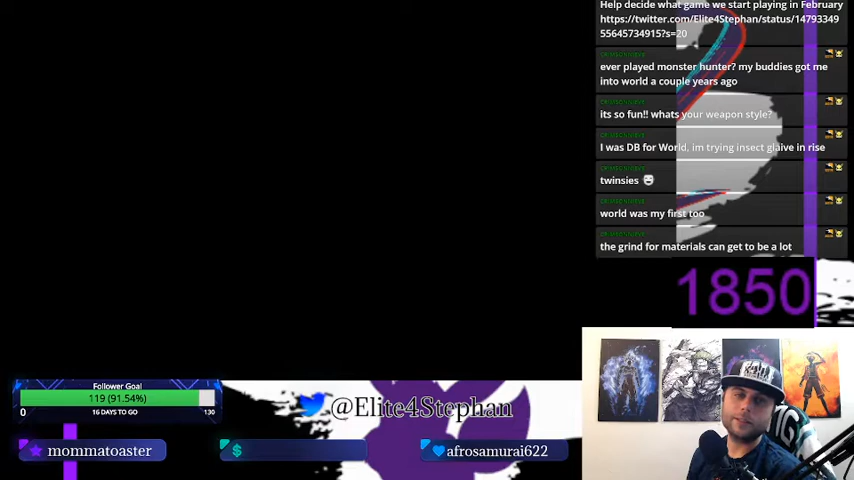 Help decide what game we start playing in February
https://twitter.com/Elite4Stephan/status/14793349
55645734915?s=20
ever played monster hunter? my buddies got me
into world a couple years ago
its so fun!! whats your weapon style?
I was DB for World, im trying insect glaive in rise
twinsies
world was my first too
the grind for materials can get to be a lot
1850
Follower Goal
119 (91.54%)
0
16 DAYS TO GO
130
@Elite4Stephan
mommatoaster
$
afrosamurai622